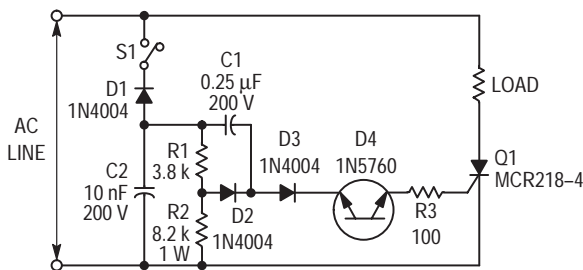 S1
C1
0.25 μF
200 V
D1
1N4004
LOAD
AC
LINE
D3
1N4004
D4
1N5760
R1
3.8 k
C2
10 nF
200 V
Q1
MCR218–4
R2
8.2 k
1 W
D2
1N4004
R3
100